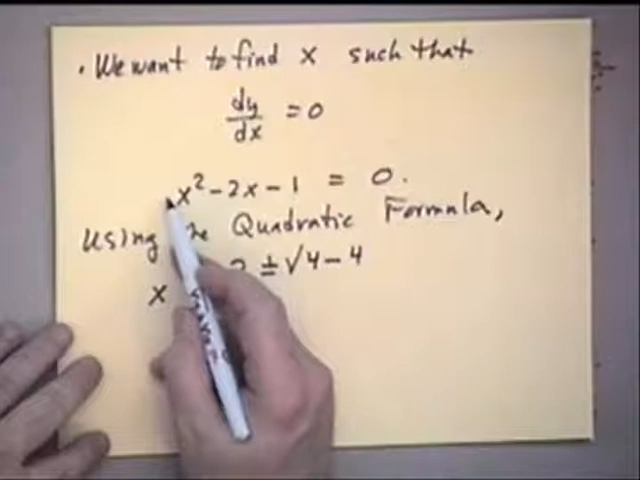 . We want to find x such that
dy/dx = 0
x² - 2x - 1 = 0.
Using Quadratic Formula,
x 2 ± √4 - 4